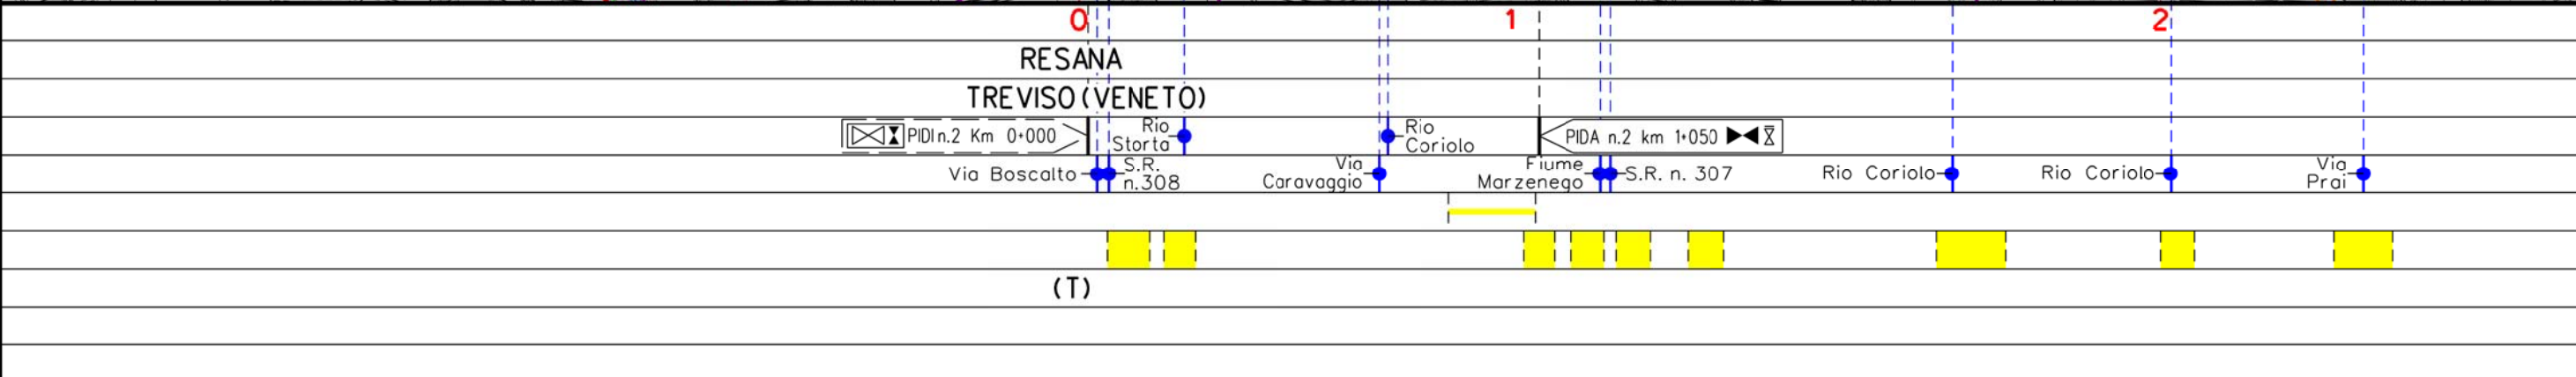 0 1 2
RESANA
TREVISO (VENETO)
PIDI n.2 Km 0+000
Rio
Storta
Rio
Coriolo
PIDA n.2 km 1+050
Via Boscalto
S.R.
n.308
Via
Caravaggio
Fiume
Marzenego
S.R. n. 307
Rio Coriolo
Rio Coriolo
Via
Prai
(T)